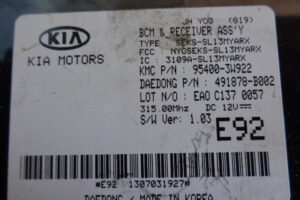 JH YDQ (819)
KIA
BCM & RECEIVER ASS'Y
KIA MOTORS
TYPE : SEKS-SL13MYARX
FCC : NYOSEKS-SL13MYARX
IC : 3109A-SL13MYARX
KMC P/N : 95400-3W922
DAEDONG P/N : 491878-B002
LOT N/O : EAO C137 0057
315.00MHz DC 12V
S/W Ver: 1.03
E92
*E92 1307031927*
DAEDONG / MADE IN KOREA